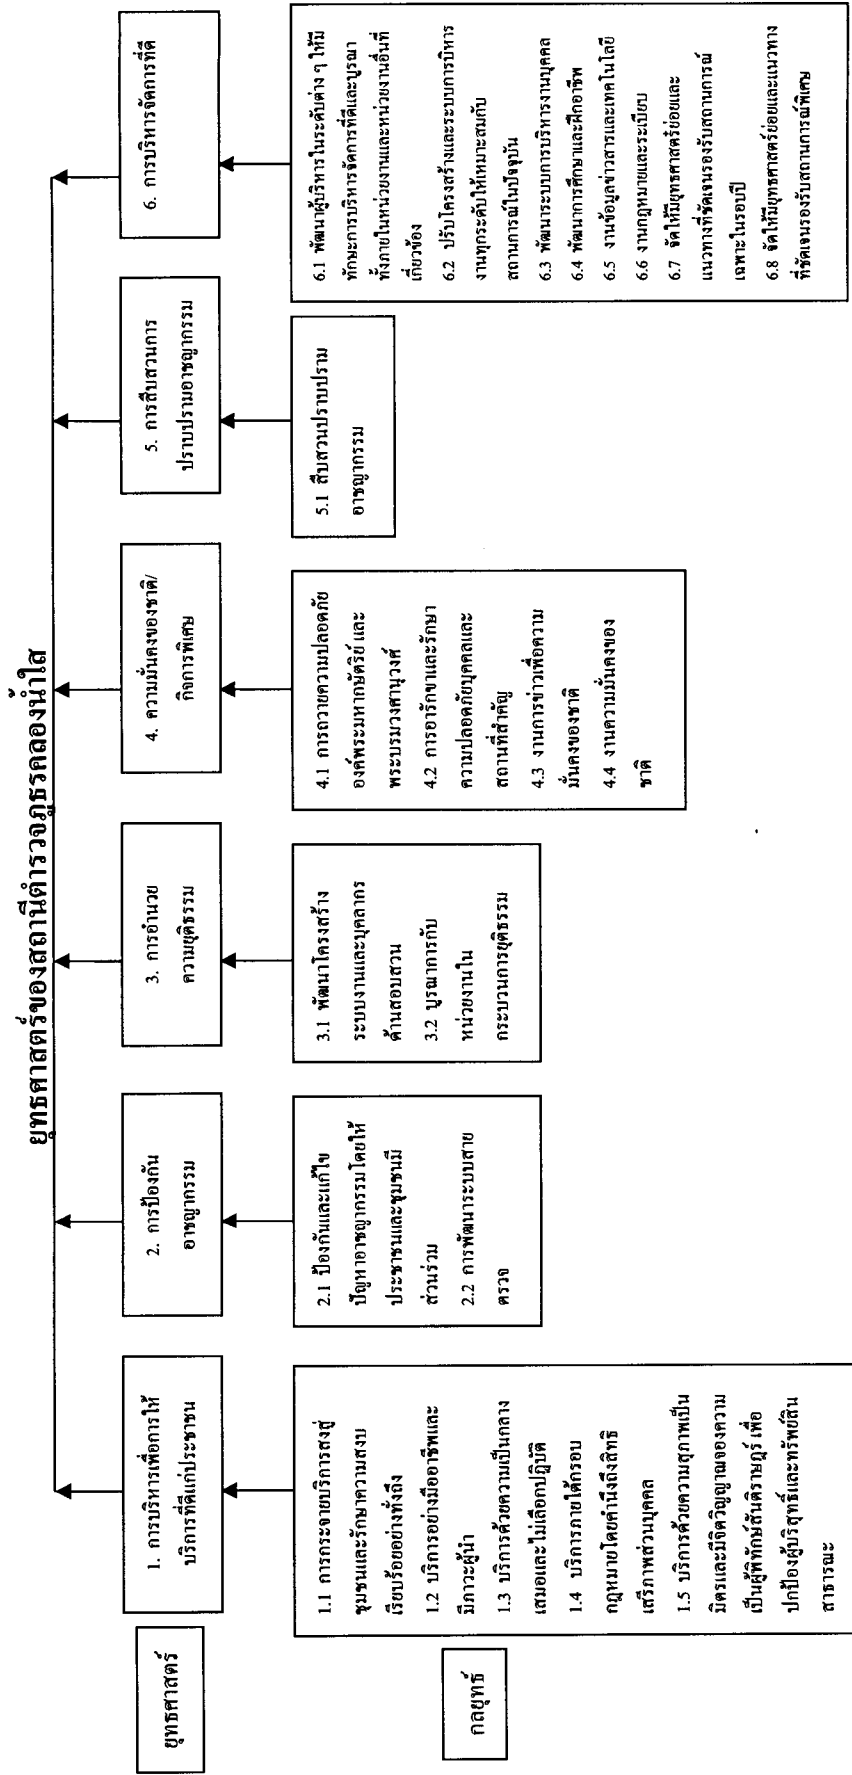 ยุทธศาสตร์ของสถานีตำรวจภูธรคลองน้ำใส
ยุทธศาสตร์
1. การบริหารเพื่อการให้
บริการที่ดีแก่ประชาชน
2. การป้องกัน
อาชญากรรม
3. การอำนวย
ความยุติธรรม
4. ความมั่นคงของชาติ/
กิจการพิเศษ
5. การสืบสวนการ
ปราบปรามอาชญากรรม
6. การบริหารจัดการที่ดี
กลยุทธ์
1.1 การกระจายบริการลงสู่
ชุมชนและรักษาความสงบ
เรียบร้อยอย่างทั่งถึง
1.2 บริการอย่างมืออาชีพและ
มีภาวะผู้นำ
1.3 บริการด้วยความเป็นกลาง
เสมอและไม่เลือกปฏิบัติ
1.4 บริการภายใต้กรอบ
กฎหมายโดยคำนึงถึงสิทธิ
เสรีภาพส่วนบุคคล
1.5 บริการด้วยความสุภาพเป็น
มิตรและมีจิตวิญญาณของความ
เป็นผู้พิทักษ์สันติราษฎร์ เพื่อ
ปกป้องผู้บริสุทธิ์และทรัพย์สิน
สาธารณะ
2.1 ป้องกันและแก้ไข
ปัญหาอาชญากรรมโดยให้
ประชาชนและชุมชนมี
ส่วนร่วม
2.2 การพัฒนาระบบสาย
ตรวจ
3.1 พัฒนาโครงสร้าง
ระบบงานและบุคลากร
ด้านสอบสวน
3.2 บูรณาการกับ
หน่วยงานใน
กระบวนการยุติธรรม
4.1 การถวายความปลอดภัย
องค์พระมหากษัตริย์ และ
พระบรมวงศานุวงศ์
4.2 การอารักขาและรักษา
ความปลอดภัยบุคคลและ
สถานที่สำคัญ
4.3 งานการข่าวเพื่อความ
มั่นคงของชาติ
4.4 งานความมั่นคงของ
ชาติ
5.1 สืบสวนปราบปราม
อาชญากรรม
6.1 พัฒนาผู้บริหารในระดับต่าง ๆ ให้มี
ทักษะการบริหารจัดการที่ดีและบูรณา
ทั้งภายในหน่วยงานและหน่วยงานอื่นที่
เกี่ยวข้อง
6.2 ปรับโครงสร้างและระบบการบริหาร
งานทุกระดับให้เหมาะสมกับ
สถานการณ์ในปัจจุบัน
6.3 พัฒนาระบบการบริหารงานบุคคล
6.4 พัฒนาการศึกษาและฝึกอาชีพ
6.5 งานข้อมูลข่าวสารและเทคโนโลยี
6.6 งานกฎหมายและระเบียบ
6.7 จัดให้มียุทธศาสตร์ย่อยและ
แนวทางที่ชัดเจนรองรับสถานการณ์
เฉพาะในรอบปี
6.8 จัดให้มียุทธศาสตร์ย่อยและแนวทาง
ที่ชัดเจนรองรับสถานการณ์พิเศษ